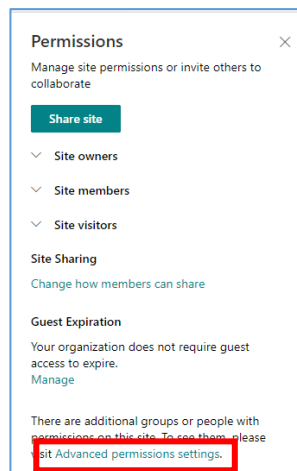 Permissions
Manage site permissions or invite others to
collaborate
Share site
Site owners
Site members
Site visitors
Site Sharing
Change how members can share
Guest Expiration
Your organization does not require guest
access to expire.
Manage
There are additional groups or people with
permissions on this site. To see them, please
visit Advanced permissions settings.